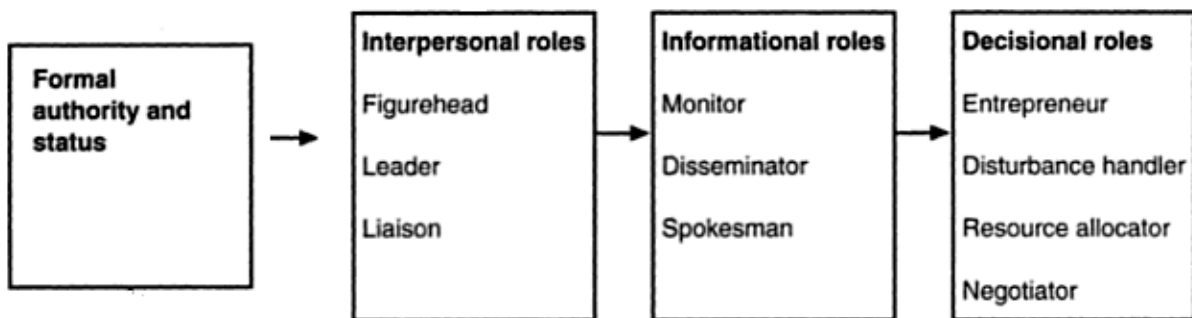 Formal
authority and
status
Interpersonal roles
Figurehead
Leader
Liaison
Informational roles
Monitor
Disseminator
Spokesman
Decisional roles
Entrepreneur
Disturbance handler
Resource allocator
Negotiator